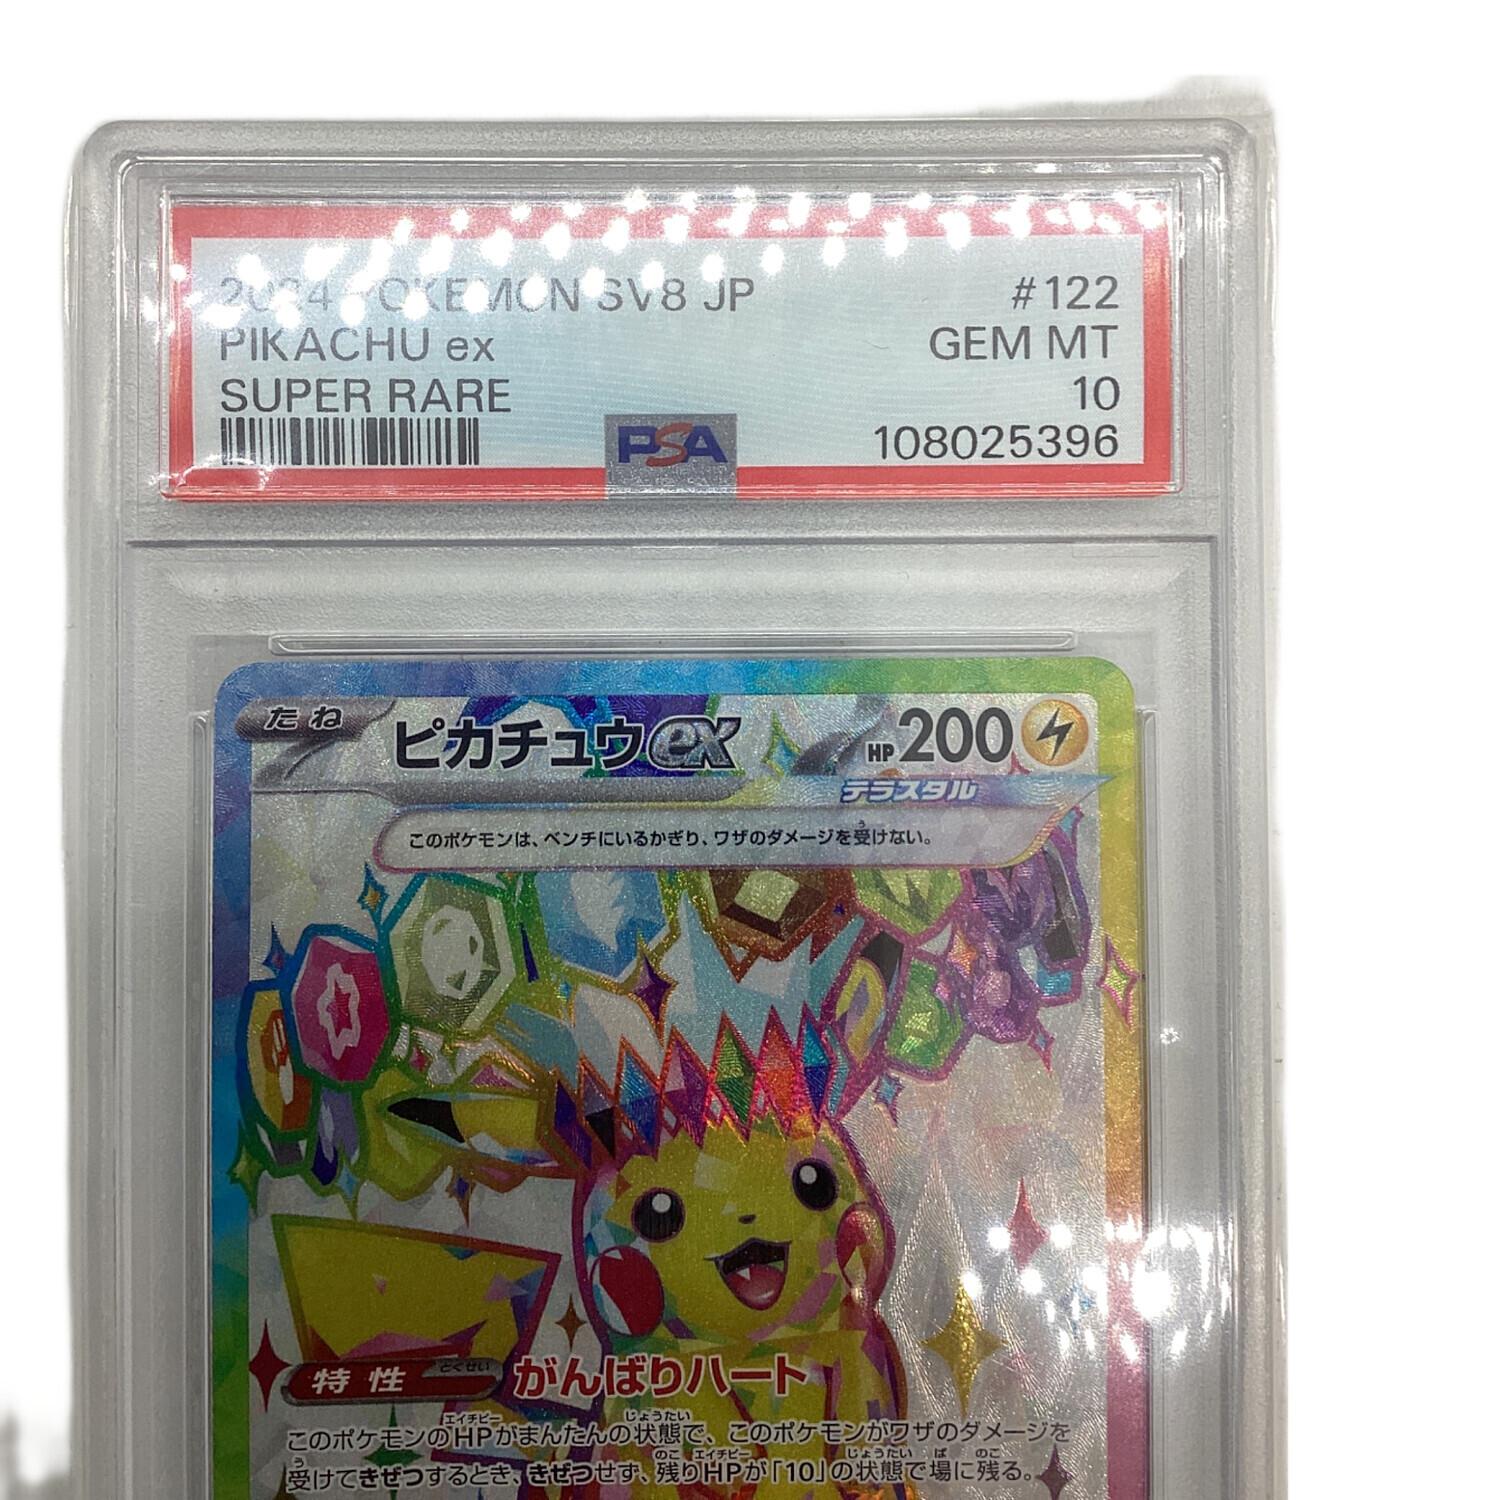 2024 POKEMON SV8 JP #122
PIKACHU ex GEM MT
SUPER RARE 10
PSA 108025396
たね ピカチュウex HP200
テラスタル
このポケモンは、ベンチにいるかぎり、ワザのダメージを受けない。
特性 とくせい がんばりハート
このポケモンのHPがまんたんの状態で、このポケモンがワザのダメージを
受けてきぜつするとき、きぜつせず、残りHPが「10」の状態で場に残る。